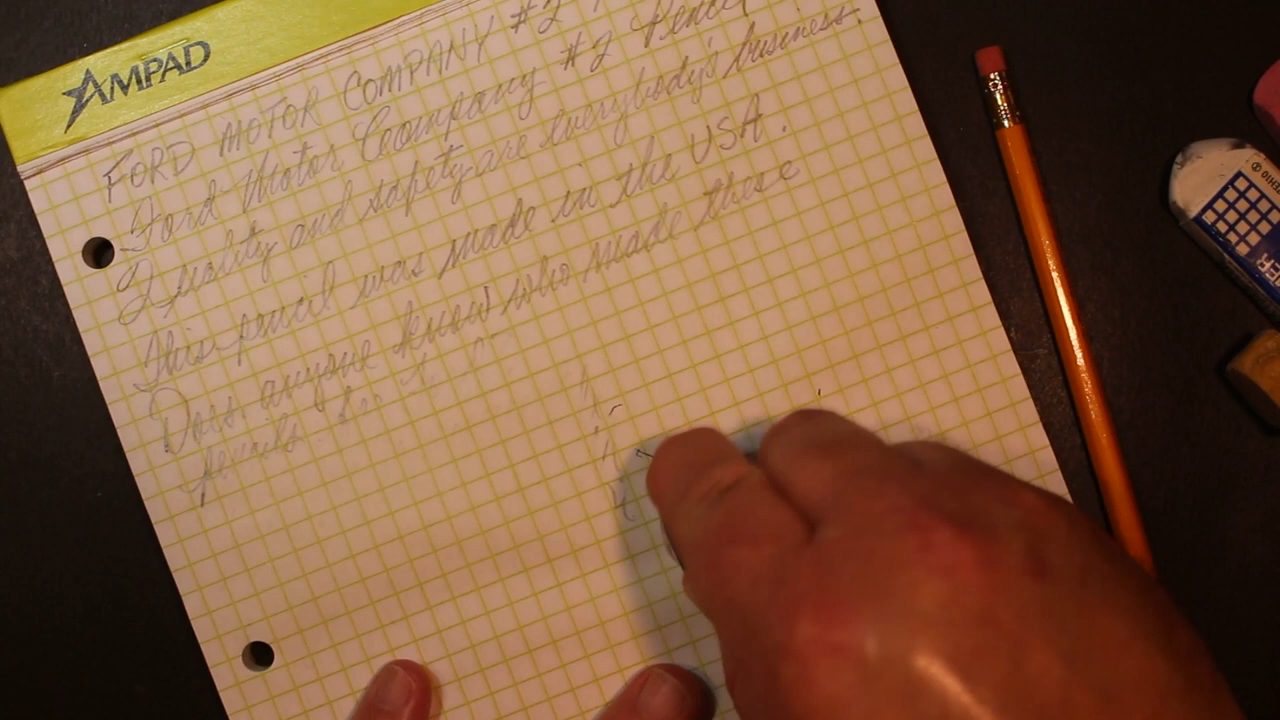 AMPAD
FORD MOTOR COMPANY #2
Ford Motor Company #2 Pencil
Quality and safety are everybody's business.
This pencil was made in the USA.
Does anyone know who made these
pencils for